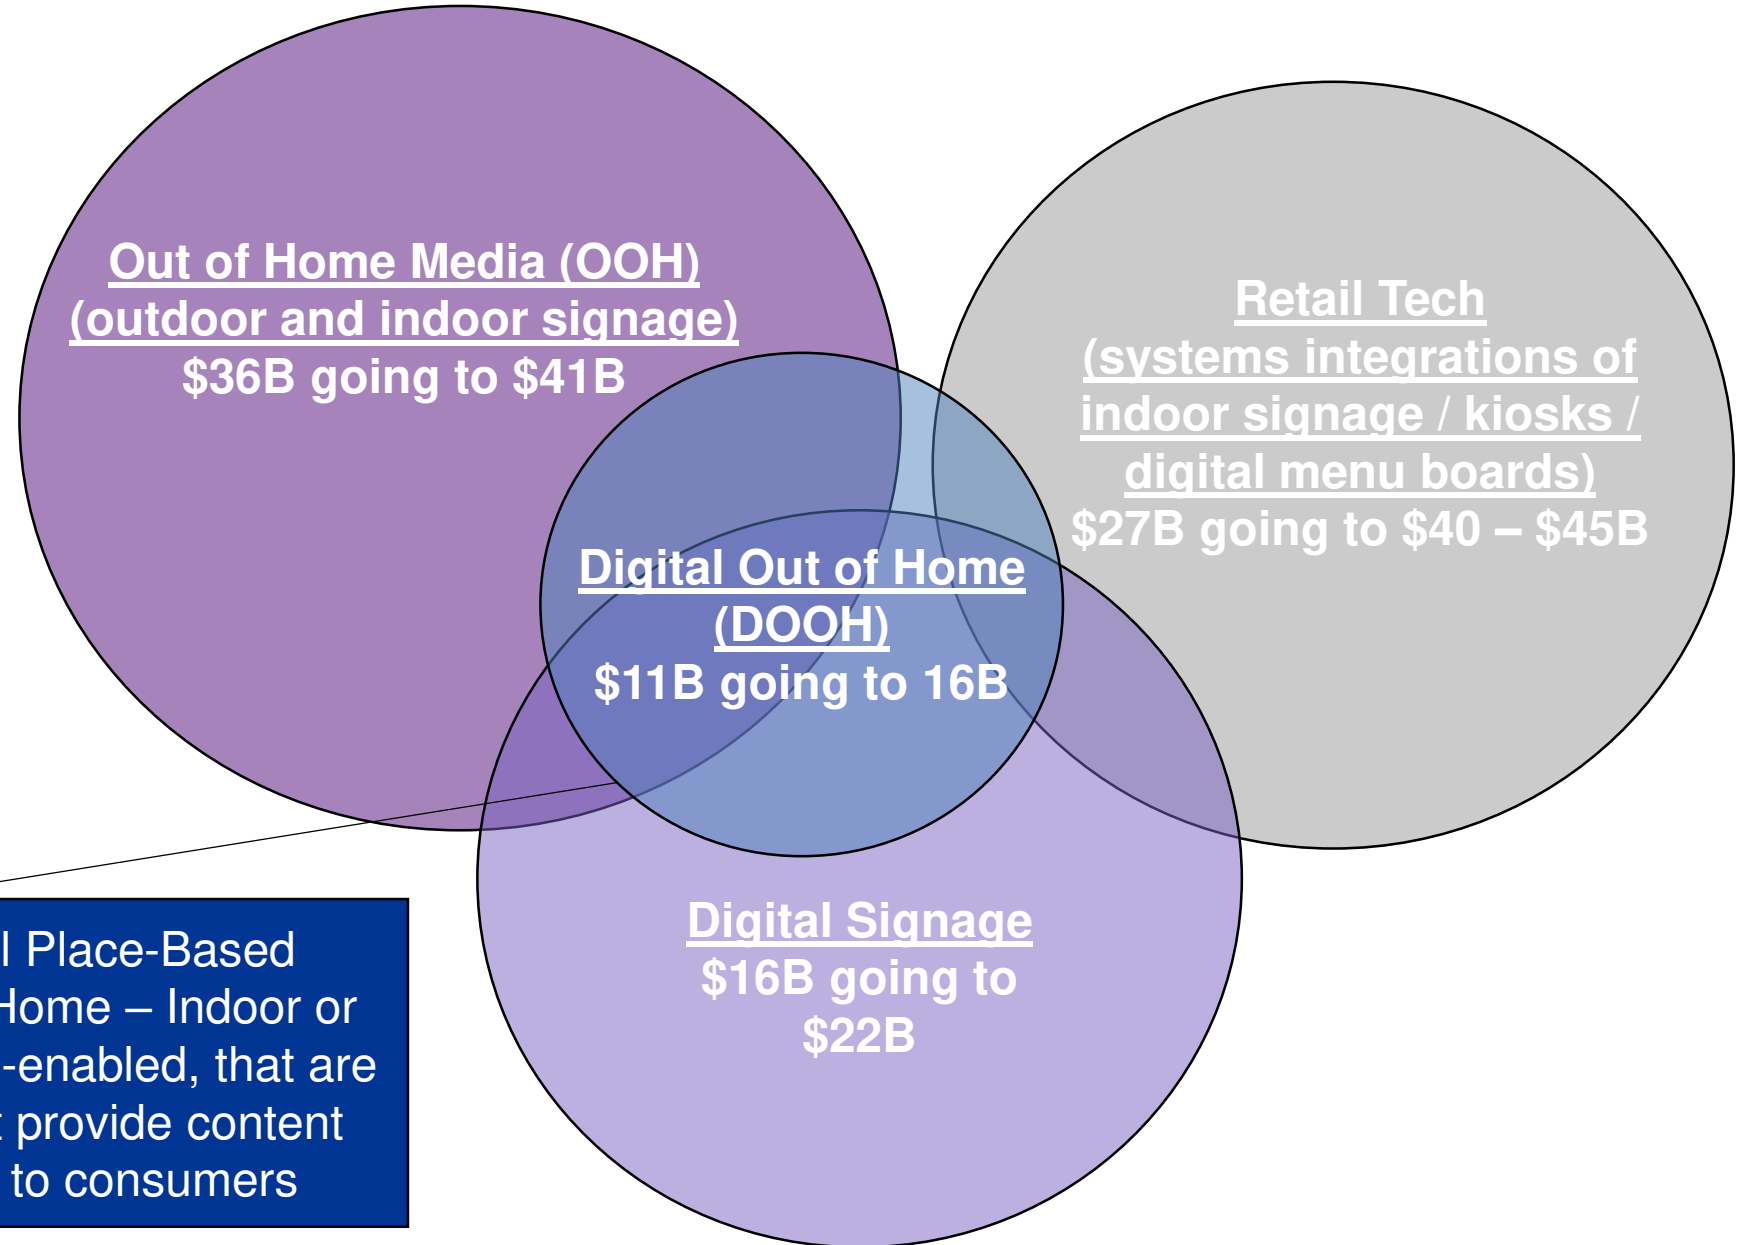 Out of Home Media (OOH)
(outdoor and indoor signage)
$36B going to $41B
Retail Tech
(systems integrations of
indoor signage / kiosks /
digital menu boards)
$27B going to $40 – $45B
Digital Out of Home
(DOOH)
$11B going to 16B
Digital Signage
$16B going to
$22B
l Place-Based
Home – Indoor or
-enabled, that are
provide content
to consumers